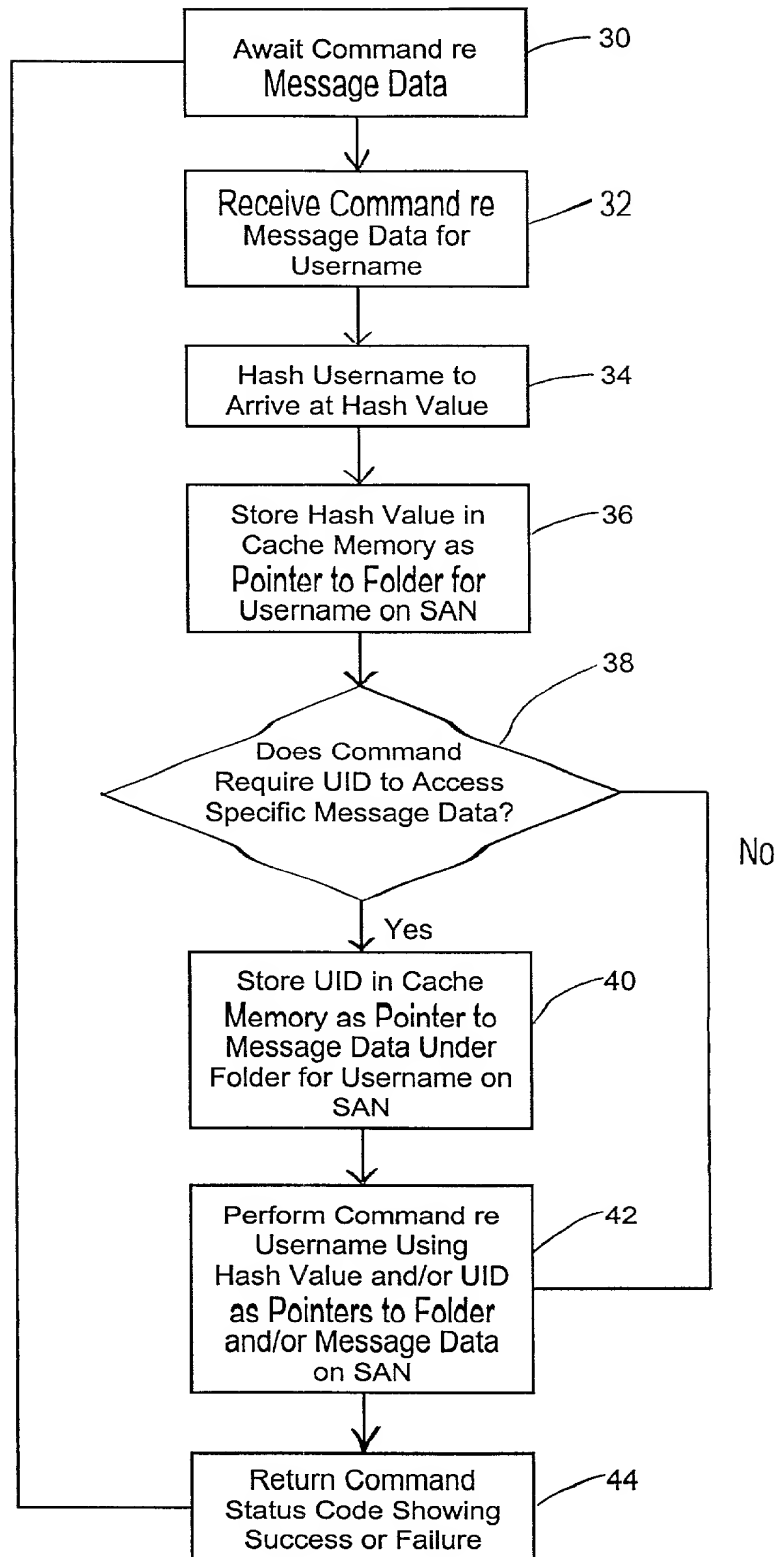 Await Command re
Message Data
30
Receive Command re
Message Data for
Username
32
Hash Username to
Arrive at Hash Value
34
Store Hash Value in
Cache Memory as
Pointer to Folder for
Username on SAN
36
38
Does Command
Require UID to Access
Specific Message Data?
No
Yes
Store UID in Cache
Memory as Pointer to
Message Data Under
Folder for Username on
SAN
40
Perform Command re
Username Using
Hash Value and/or UID
as Pointers to Folder
and/or Message Data
on SAN
42
Return Command
Status Code Showing
Success or Failure
44